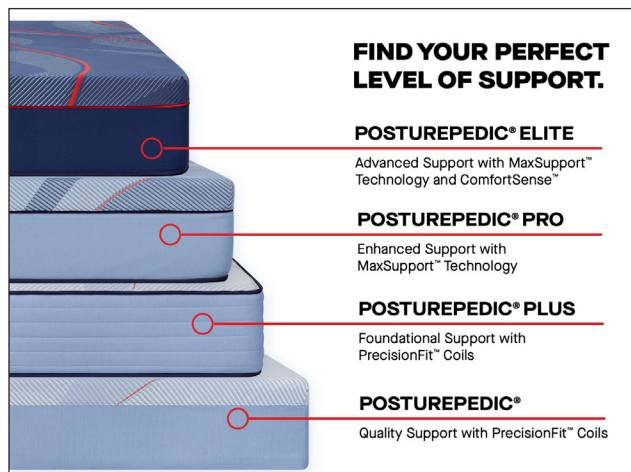 FIND YOUR PERFECT
LEVEL OF SUPPORT.
POSTUREPEDIC® ELITE
Advanced Support with MaxSupport™
Technology and ComfortSense™
POSTUREPEDIC® PRO
Enhanced Support with
MaxSupport™ Technology
POSTUREPEDIC® PLUS
Foundational Support with
PrecisionFit™ Coils
POSTUREPEDIC®
Quality Support with PrecisionFit™ Coils